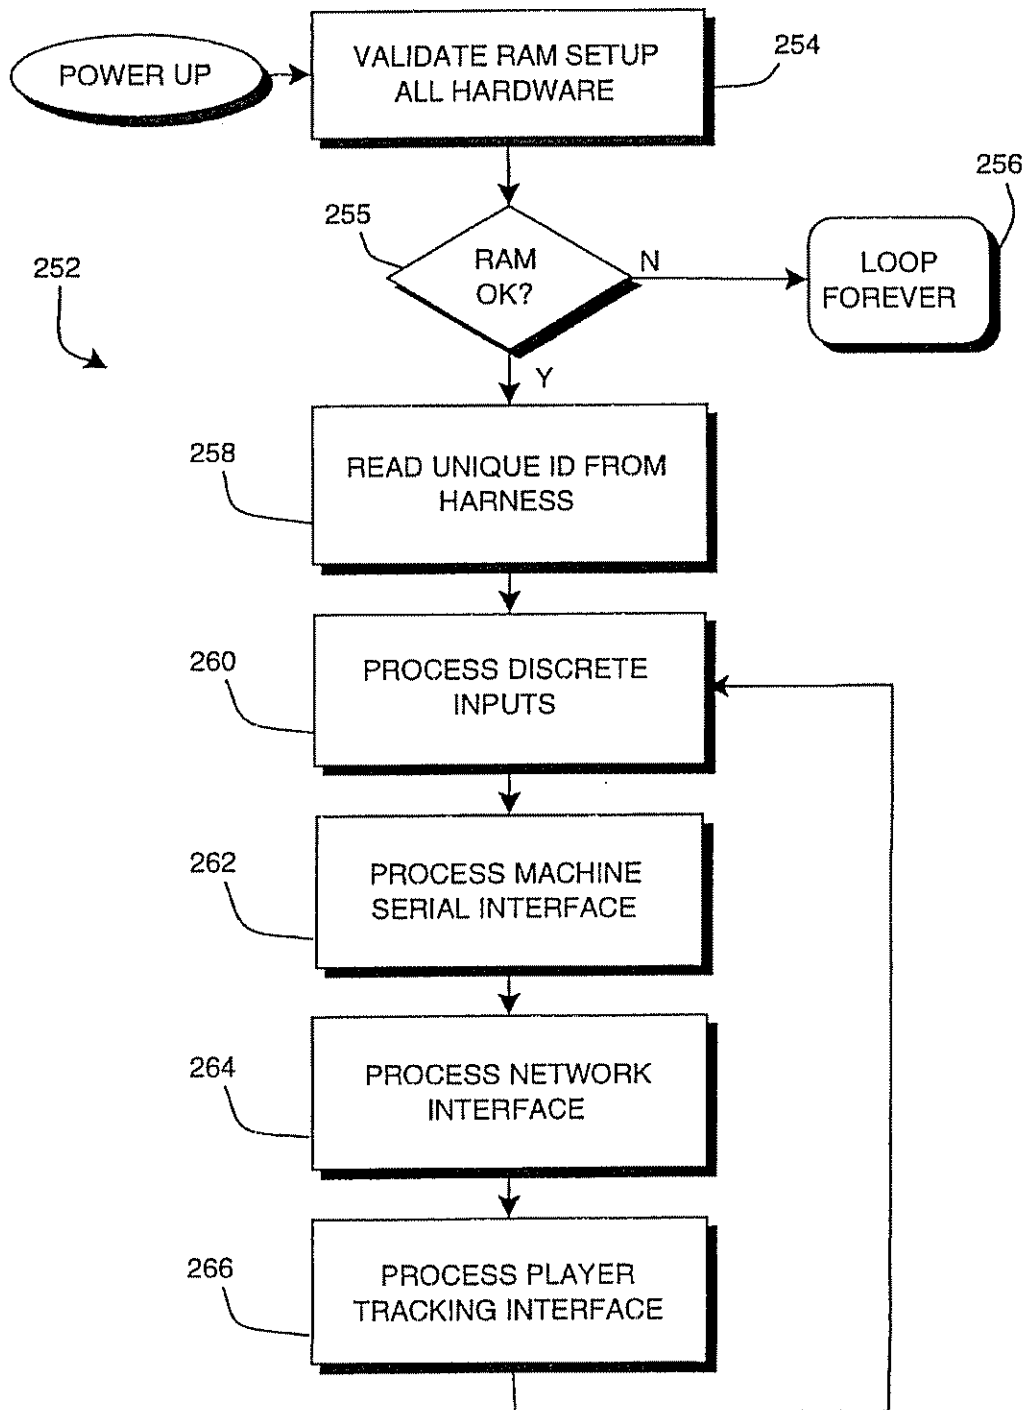 POWER UP
VALIDATE RAM SETUP
ALL HARDWARE
254
256
255
RAM
OK?
N
LOOP
FOREVER
252
Y
258
READ UNIQUE ID FROM
HARNESS
260
PROCESS DISCRETE
INPUTS
262
PROCESS MACHINE
SERIAL INTERFACE
264
PROCESS NETWORK
INTERFACE
266
PROCESS PLAYER
TRACKING INTERFACE